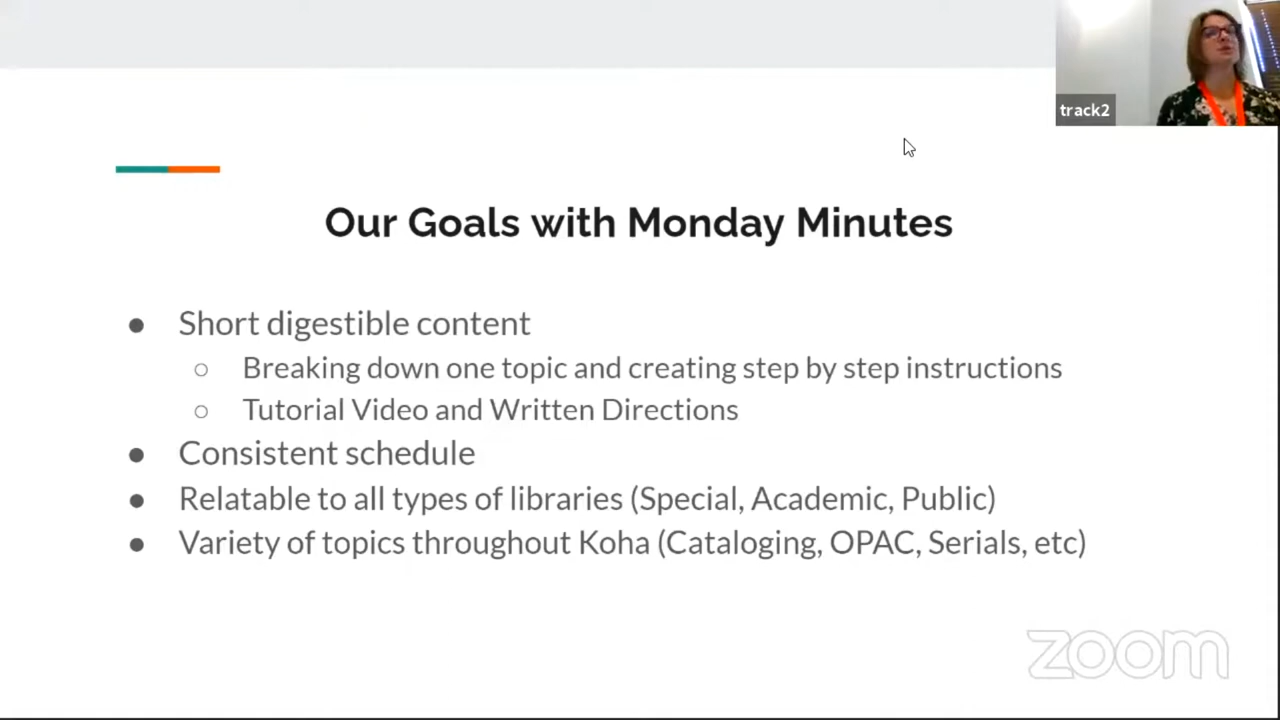 track2
Our Goals with Monday Minutes
● Short digestible content
○ Breaking down one topic and creating step by step instructions
○ Tutorial Video and Written Directions
● Consistent schedule
● Relatable to all types of libraries (Special, Academic, Public)
● Variety of topics throughout Koha (Cataloging, OPAC, Serials, etc)
zoom